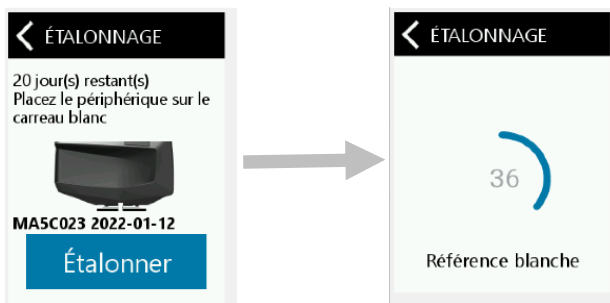 ÉTALONNAGE
20 jour(s) restant(s)
Placez le périphérique sur le
carreau blanc
MA5C023 2022-01-12
Étalonner
ÉTALONNAGE
36
Référence blanche